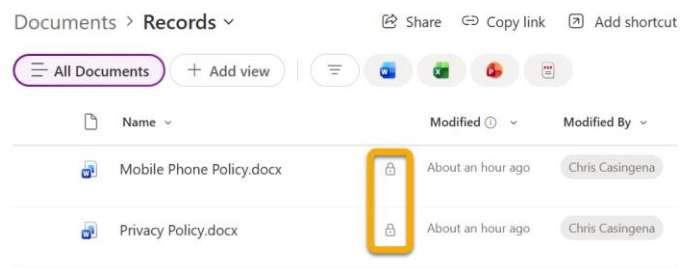 Documents > Records
Share Copy link Add shortcut
All Documents + Add view
Name Modified Modified By
Mobile Phone Policy.docx About an hour ago Chris Casingena
Privacy Policy.docx About an hour ago Chris Casingena